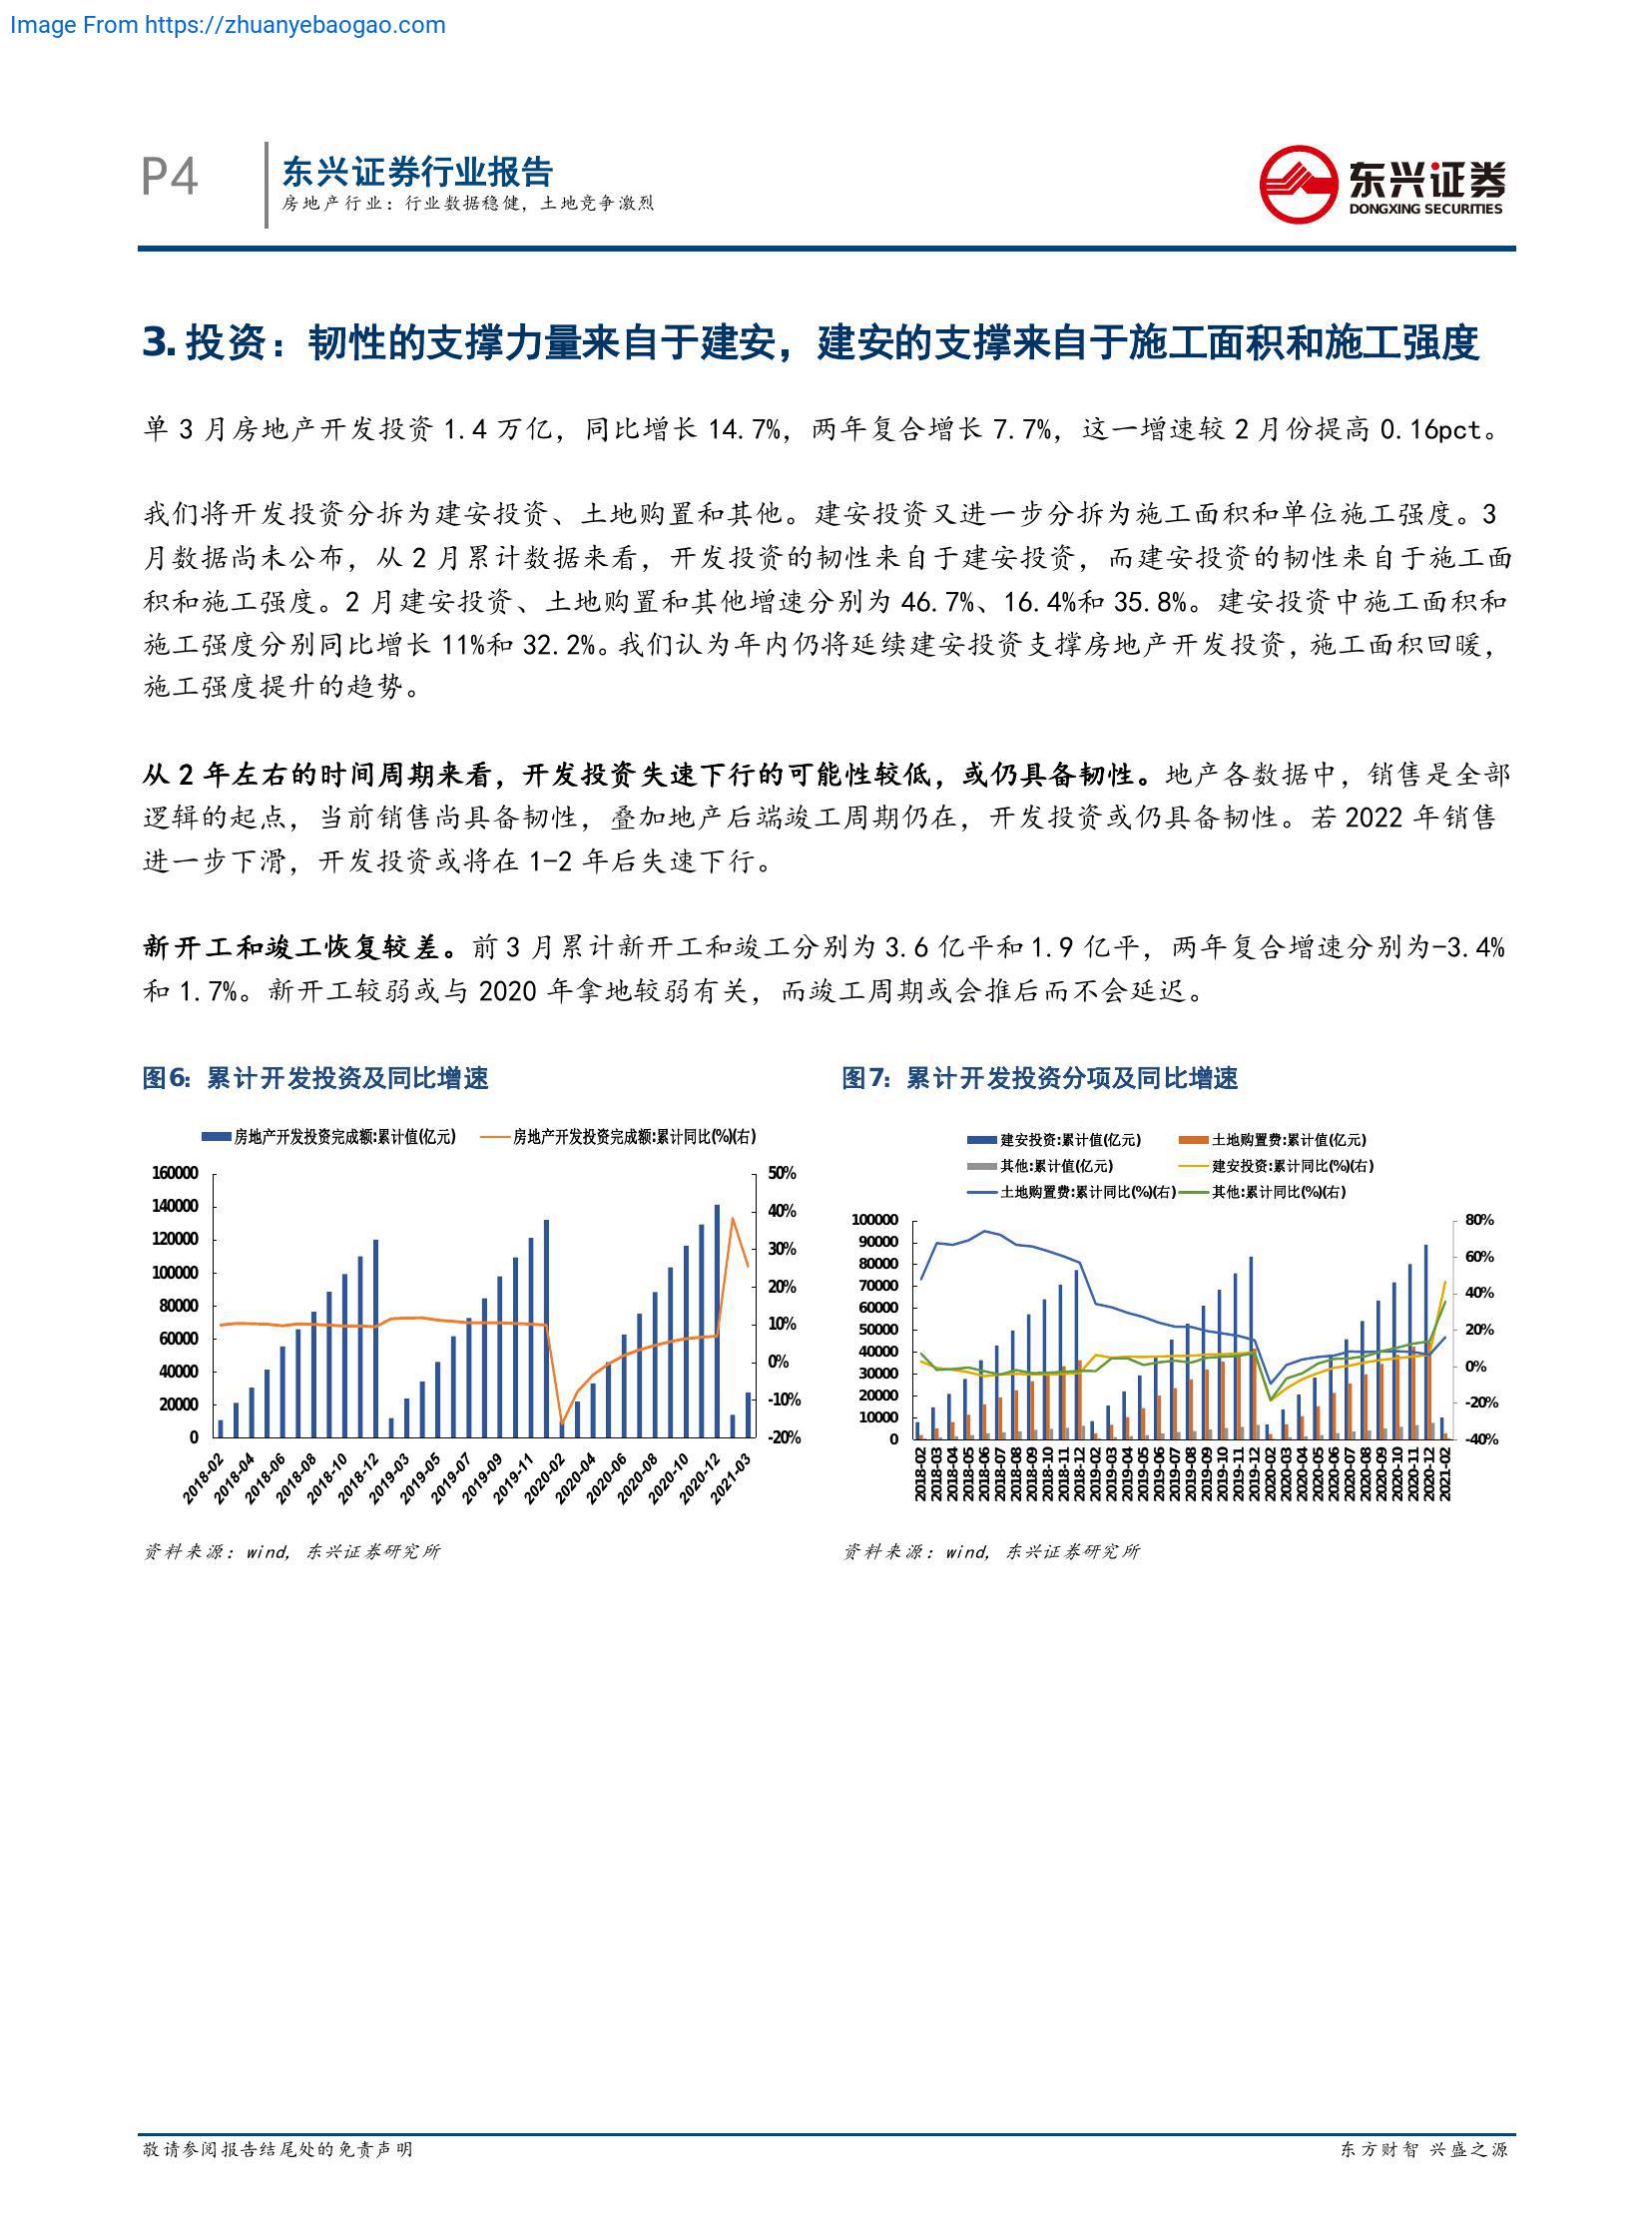 Image From https://zhuanyebaogao.com
P4
东兴证券行业报告
房地产行业：行业数据稳健，土地竞争激烈
东兴证券
DONGXING SECURITIES
3. 投资：韧性的支撑力量来自于建安，建安的支撑来自于施工面积和施工强度
单 3 月房地产开发投资 1.4 万亿，同比增长 14.7%，两年复合增长 7.7%，这一增速较 2 月份提高 0.16pct。
我们将开发投资分拆为建安投资、土地购置和其他。建安投资又进一步分拆为施工面积和单位施工强度。3
月数据尚未公布，从 2 月累计数据来看，开发投资的韧性来自于建安投资，而建安投资的韧性来自于施工面
积和施工强度。2 月建安投资、土地购置和其他增速分别为 46.7%、16.4%和 35.8%。建安投资中施工面积和
施工强度分别同比增长 11%和 32.2%。我们认为年内仍将延续建安投资支撑房地产开发投资，施工面积回暖，
施工强度提升的趋势。
从 2 年左右的时间周期来看，开发投资失速下行的可能性较低，或仍具备韧性。地产各数据中，销售是全部
逻辑的起点，当前销售尚具备韧性，叠加地产后端竣工周期仍在，开发投资或仍具备韧性。若 2022 年销售
进一步下滑，开发投资或将在 1-2 年后失速下行。
新开工和竣工恢复较差。前 3 月累计新开工和竣工分别为 3.6 亿平和 1.9 亿平，两年复合增速分别为-3.4%
和 1.7%。新开工较弱或与 2020 年拿地较弱有关，而竣工周期或会推后而不会延迟。
图6：累计开发投资及同比增速
房地产开发投资完成额:累计值(亿元) 房地产开发投资完成额:累计同比(%)(右)
160000
140000
120000
100000
80000
60000
40000
20000
0
50%
40%
30%
20%
10%
0%
-10%
-20%
2018-02 2018-04 2018-06 2018-08 2018-10 2018-12 2019-03 2019-05 2019-07 2019-09 2019-11 2020-02 2020-04 2020-06 2020-08 2020-10 2020-12 2021-03
资料来源：wind，东兴证券研究所
图7：累计开发投资分项及同比增速
建安投资:累计值(亿元) 土地购置费:累计值(亿元)
其他:累计值(亿元) 建安投资:累计同比(%)(右)
土地购置费:累计同比(%)(右) 其他:累计同比(%)(右)
100000
90000
80000
70000
60000
50000
40000
30000
20000
10000
0
80%
60%
40%
20%
0%
-20%
-40%
2018-02 2018-03 2018-04 2018-05 2018-06 2018-07 2018-08 2018-09 2018-10 2018-11 2018-12 2019-02 2019-03 2019-04 2019-05 2019-06 2019-07 2019-08 2019-09 2019-10 2019-11 2019-12 2020-02 2020-03 2020-04 2020-05 2020-06 2020-07 2020-08 2020-09 2020-10 2020-11 2020-12 2021-02
资料来源：wind，东兴证券研究所
敬请参阅报告结尾处的免责声明
东方财智 兴盛之源